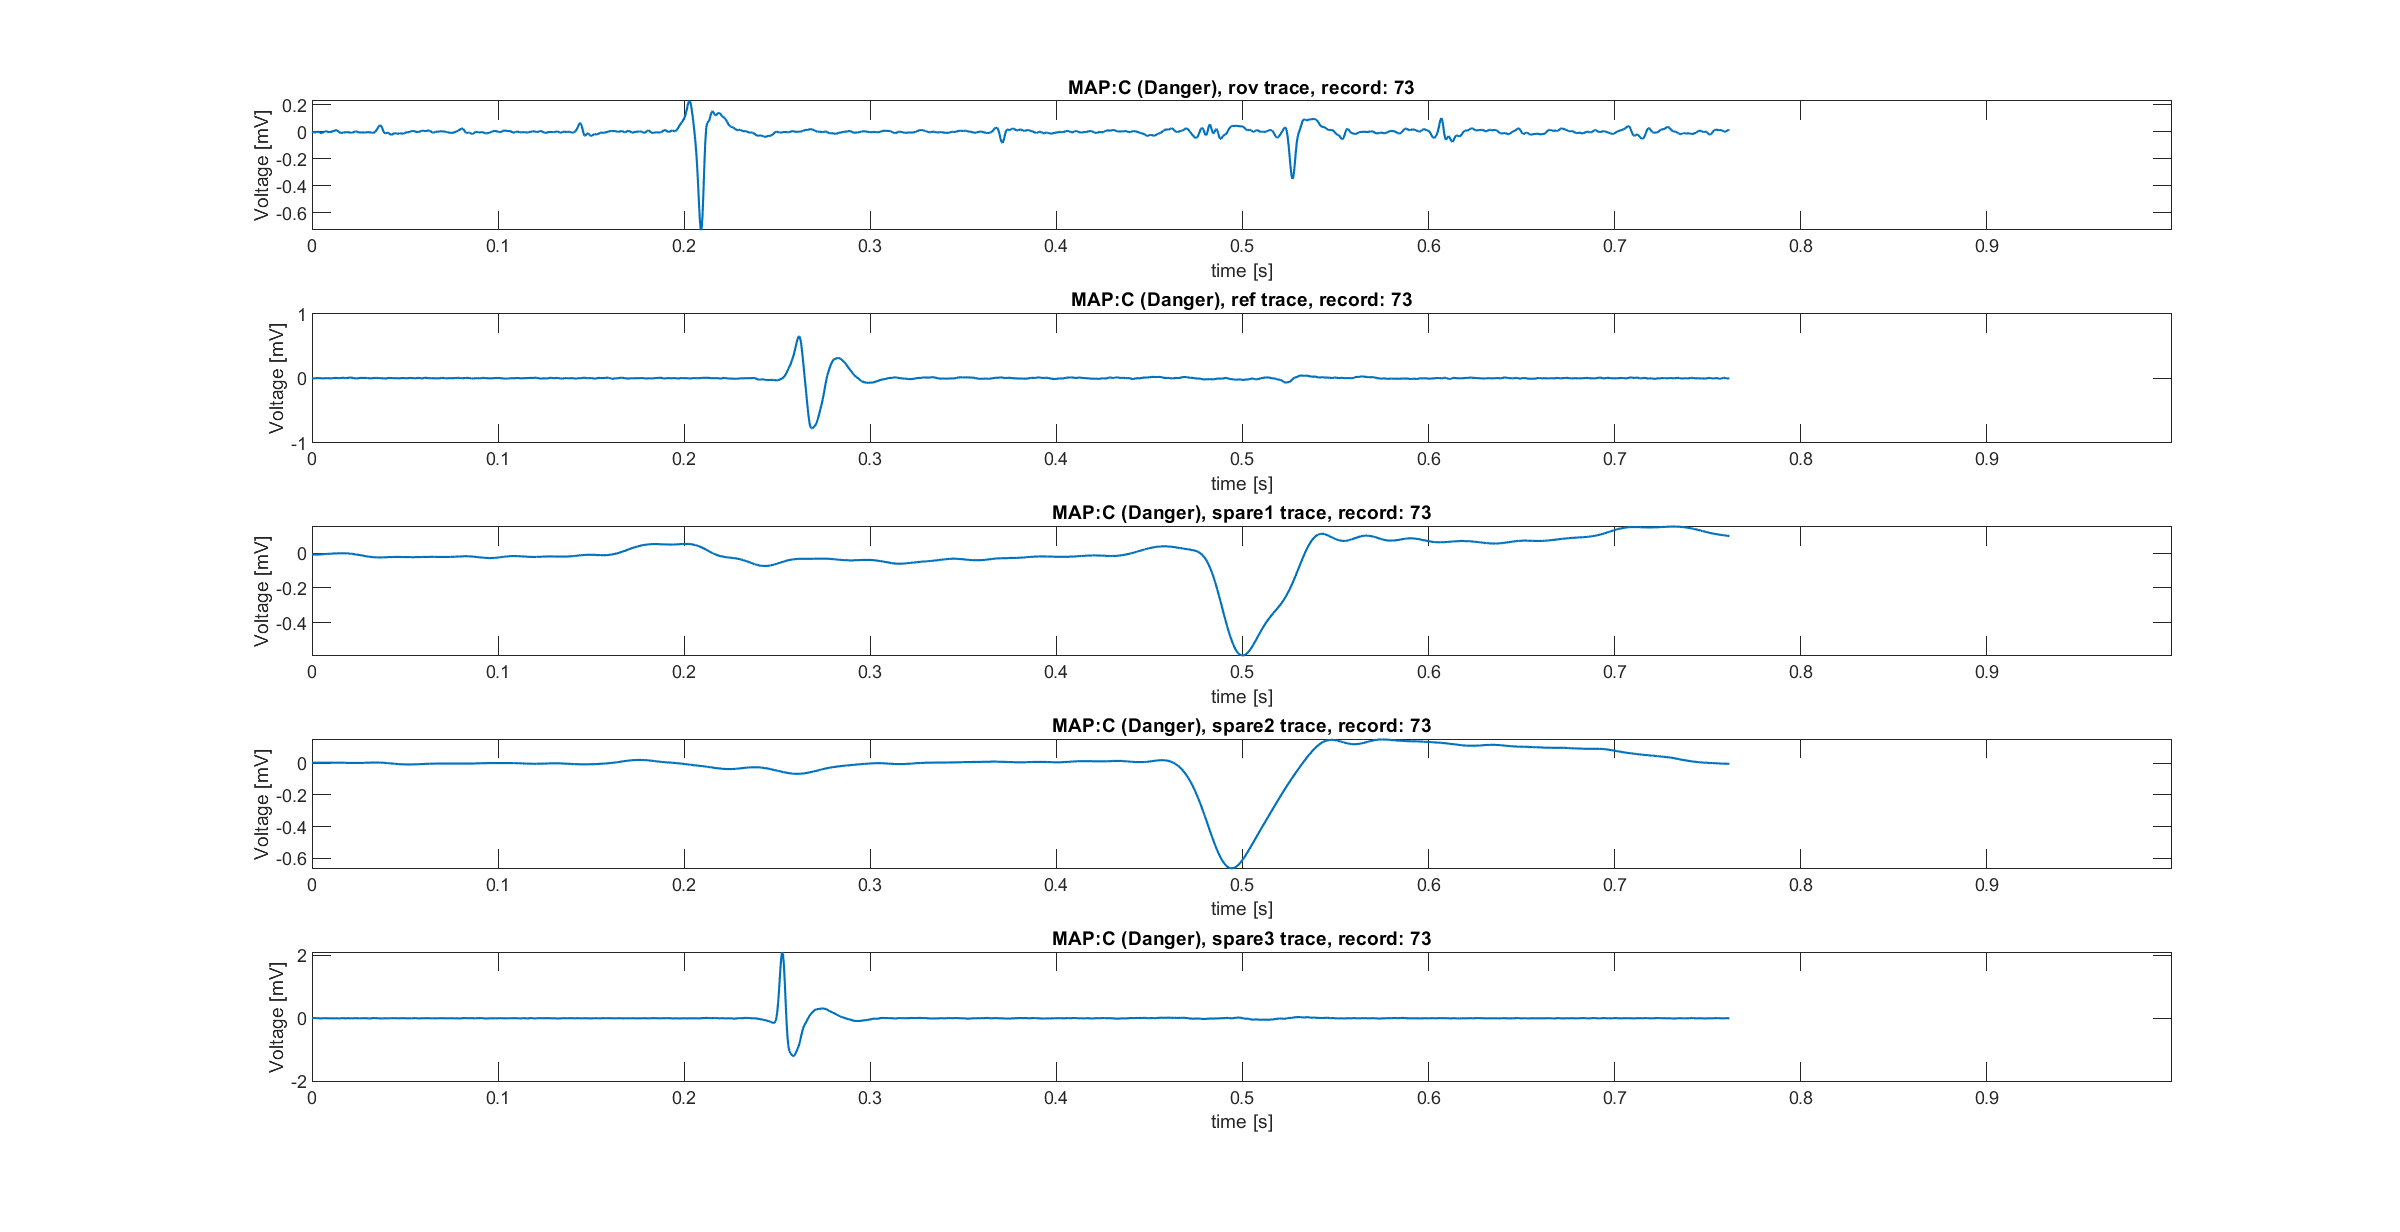 MAP:C (Danger), rov trace, record: 73
Voltage [mV]
0.2
0
-0.2
-0.4
-0.6
0 0.1 0.2 0.3 0.4 0.5 0.6 0.7 0.8 0.9
time [s]
MAP:C (Danger), ref trace, record: 73
Voltage [mV]
1
0
-1
0 0.1 0.2 0.3 0.4 0.5 0.6 0.7 0.8 0.9
time [s]
MAP:C (Danger), spare1 trace, record: 73
Voltage [mV]
0
-0.2
-0.4
0 0.1 0.2 0.3 0.4 0.5 0.6 0.7 0.8 0.9
time [s]
MAP:C (Danger), spare2 trace, record: 73
Voltage [mV]
0
-0.2
-0.4
-0.6
0 0.1 0.2 0.3 0.4 0.5 0.6 0.7 0.8 0.9
time [s]
MAP:C (Danger), spare3 trace, record: 73
Voltage [mV]
2
0
-2
0 0.1 0.2 0.3 0.4 0.5 0.6 0.7 0.8 0.9
time [s]